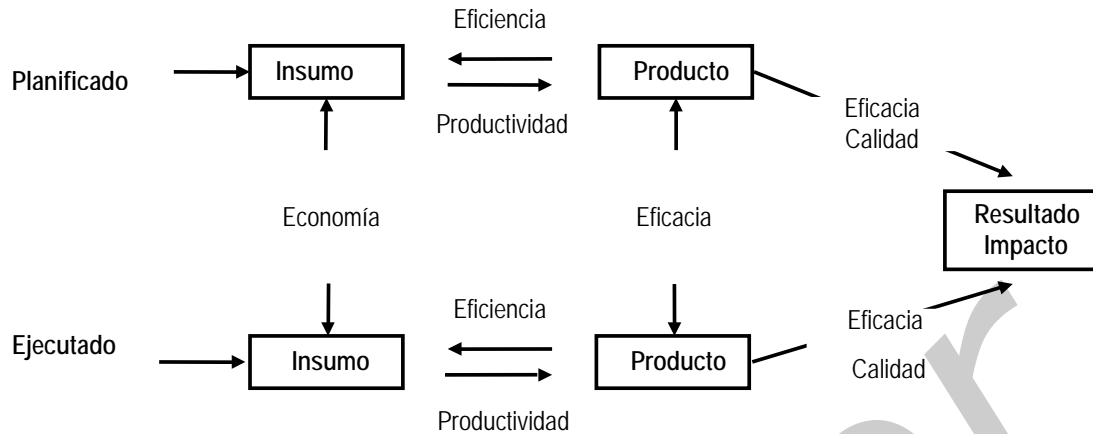 Eficiencia
Planificado
Insumo
Producto
Productividad
Eficacia
Calidad
Economía
Eficacia
Resultado
Impacto
Eficiencia
Ejecutado
Insumo
Producto
Productividad
Eficacia
Calidad